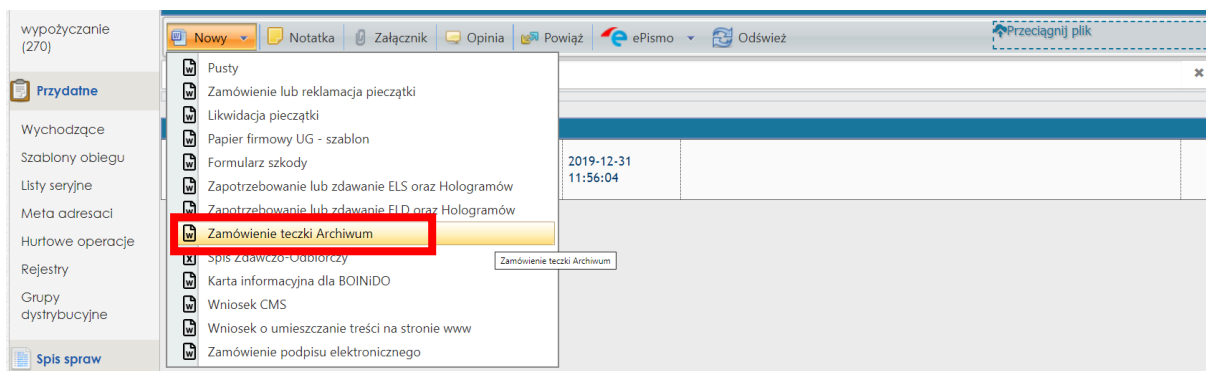 wypożyczanie
(270)
Przydatne
Wychodzące
Szablony obiegu
Listy seryjne
Meta adresaci
Hurtowe operacje
Rejestry
Grupy
dystrybucyjne
Spis spraw
Nowy
Notatka
Załącznik
Opinia
Powiąż
ePismo
Odśwież
Przeciągnij plik
Pusty
Zamówienie lub reklamacja pieczątki
Likwidacja pieczątki
Papier firmowy UG - szablon
Formularz szkody
Zapotrzebowanie lub zdawanie ELS oraz Hologramów
Zapotrzebowanie lub zdawanie ELD oraz Hologramów
Zamówienie teczki Archiwum
Spis Zdawczo-Odbiorczy
Karta informacyjna dla BOINiDO
Wniosek CMS
Wniosek o umieszczanie treści na stronie www
Zamówienie podpisu elektronicznego
Zamówienie teczki Archiwum
2019-12-31
11:56:04